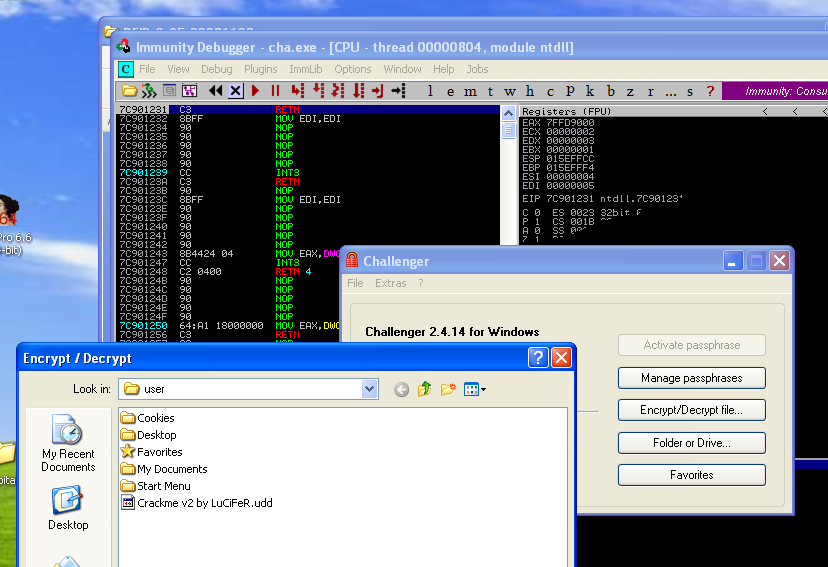 Immunity Debugger - cha.exe - [CPU - thread 00000804, module ntdll]
C File View Debug Plugins ImmLib Options Window Help Jobs
l e m t w h c p k b z r ... s ? Immunity: Consu
7C901231 C3 RETN
7C901232 8BFF MOV EDI,EDI
7C901234 90 NOP
7C901235 90 NOP
7C901236 90 NOP
7C901237 90 NOP
7C901238 90 NOP
7C901239 CC INT3
7C90123A C3 RETN
7C90123B 90 NOP
7C90123C 8BFF MOV EDI,EDI
7C90123E 90 NOP
7C90123F 90 NOP
7C901240 90 NOP
7C901241 90 NOP
7C901242 90 NOP
7C901243 8B4424 04 MOV EAX,DWO
7C901247 CC INT3
7C901248 C2 0400 RETN 4
7C90124B 90 NOP
7C90124C 90 NOP
7C90124D 90 NOP
7C90124E 90 NOP
7C90124F 90 NOP
7C901250 64:A1 18000000 MOV EAX,DWO
7C901256 C3 RETN
Registers (FPU) < < <
EAX 7FFD9000
ECX 00000002
EDX 00000003
EBX 00000001
ESP 015EFFCC
EBP 015EFFF4
ESI 00000004
EDI 00000005
EIP 7C901231 ntdll.7C90123
C 0 ES 0023 32bit
P 1 CS 001B
A 0 SS
Z 1
64
Pro 6.6
-bit)
Challenger
File Extras ?
Challenger 2.4.14 for Windows
Activate passphrase
Manage passphrases
Encrypt/Decrypt file...
Folder or Drive...
Favorites
Encrypt / Decrypt
Look in: user
My Recent
Documents
Desktop
Cookies
Desktop
Favorites
My Documents
Start Menu
Crackme v2 by LuCiFeR.udd